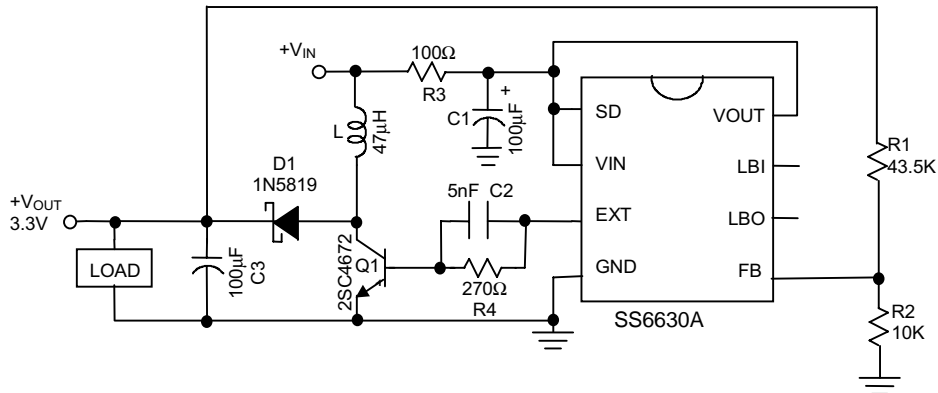 +VIN
100Ω
R3
+
C1
100μF
L
47μH
D1
1N5819
+VOUT
3.3V
LOAD
100μF
C3
2SC4672
Q1
5nF C2
270Ω
R4
SD
VIN
EXT
GND
VOUT
LBI
LBO
FB
SS6630A
R1
43.5K
R2
10K